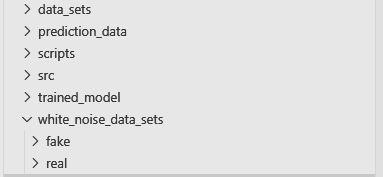 data_sets
prediction_data
scripts
src
trained_model
white_noise_data_sets
fake
real